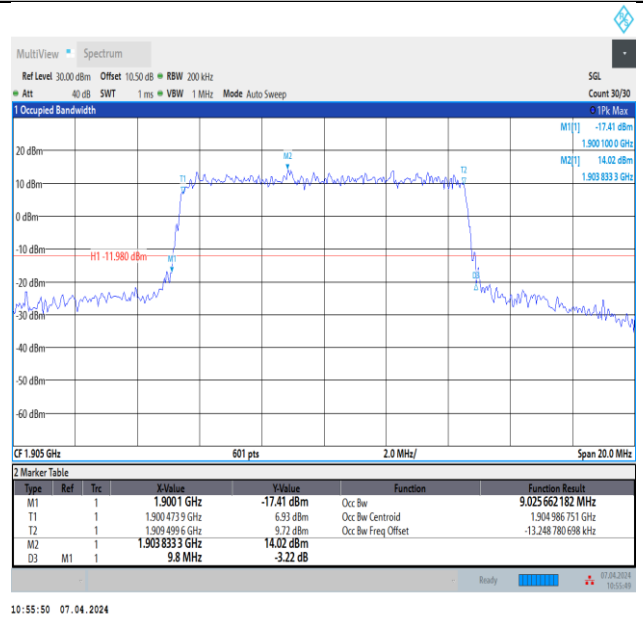 MultiView Spectrum
Ref Level 30.00 dBm Offset 10.50 dB RBW 200 kHz SGL
Att 40 dB SWT 1 ms VBW 1 MHz Mode Auto Sweep Count 30/30
1 Occupied Bandwidth 1Pk Max
M1[1] -17.41 dBm
1.900 100 0 GHz
M2[1] 14.02 dBm
1.903 833 3 GHz
20 dBm
M2
T1
T2
10 dBm
0 dBm
-10 dBm
H1 -11.980 dBm
M1
D3
-20 dBm
-30 dBm
-40 dBm
-50 dBm
-60 dBm
CF 1.905 GHz 601 pts 2.0 MHz/ Span 20.0 MHz
2 Marker Table
Type Ref Trc X-Value Y-Value Function Function Result
M1 1 1.9001 GHz -17.41 dBm Occ Bw 9.025 662 182 MHz
T1 1 1.900 473 9 GHz 6.93 dBm Occ Bw Centroid 1.904 986 751 GHz
T2 1 1.909 499 6 GHz 9.72 dBm Occ Bw Freq Offset -13.248 780 698 kHz
M2 1 1.903 833 3 GHz 14.02 dBm
D3 M1 1 9.8 MHz -3.22 dB
Ready 07.04.2024
10:55:49
10:55:50 07.04.2024